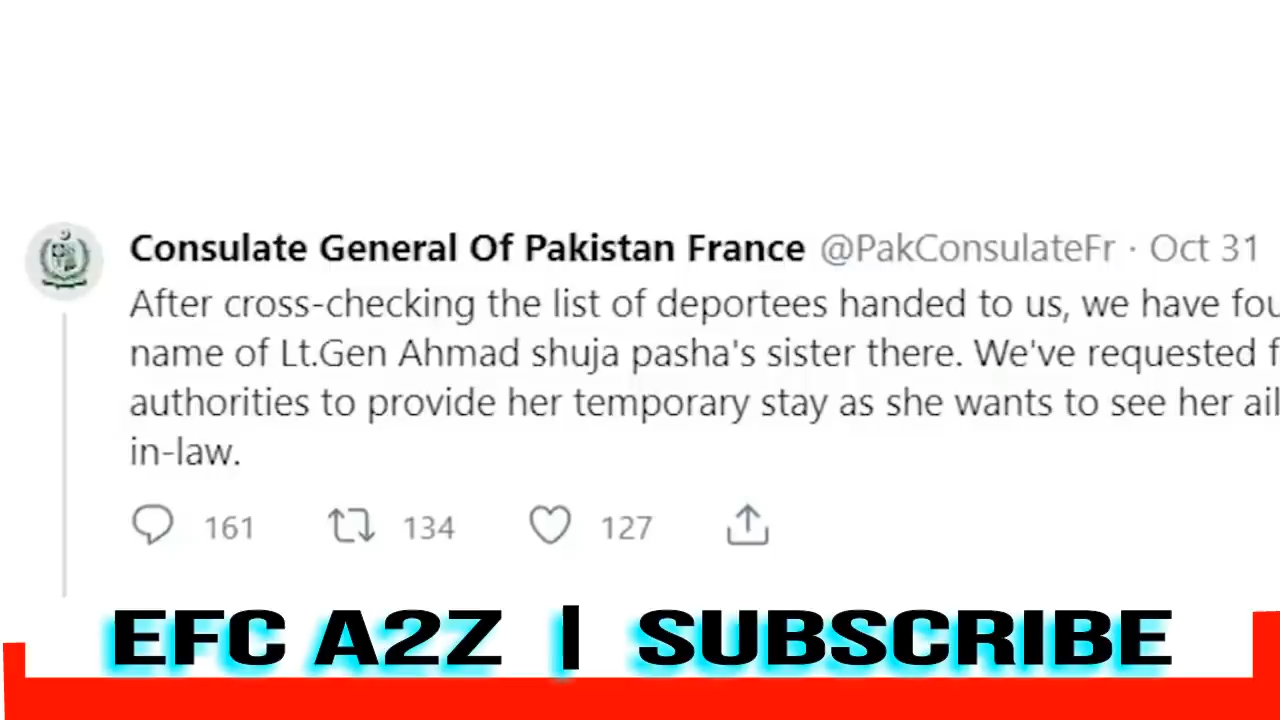 Consulate General Of Pakistan France @PakConsulateFr · Oct 31
After cross-checking the list of deportees handed to us, we have
name of Lt.Gen Ahmad shuja pasha's sister there. We've requested
authorities to provide her temporary stay as she wants to see her
in-law.
161 134 127
EFC A2Z | SUBSCRIBE